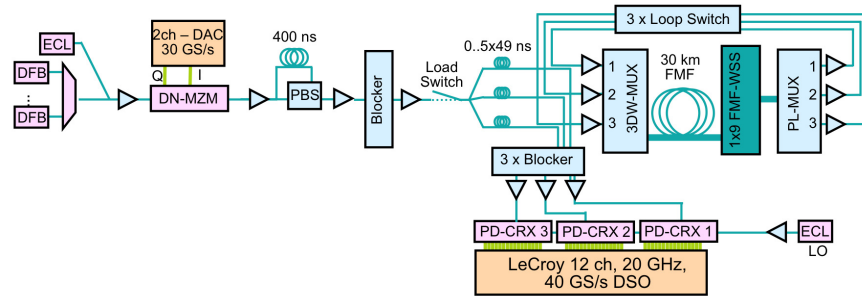 ECL
DFB
...
DFB
2ch – DAC
30 GS/s
Q
I
DN-MZM
400 ns
PBS
Blocker
Load
Switch
0..5x49 ns
3 x Loop Switch
1
2
3
3DW-MUX
30 km
FMF
1x9 FMF-WSS
PL-MUX
1
2
3
3 x Blocker
PD-CRX 3
PD-CRX 2
PD-CRX 1
ECL
LO
LeCroy 12 ch, 20 GHz,
40 GS/s DSO